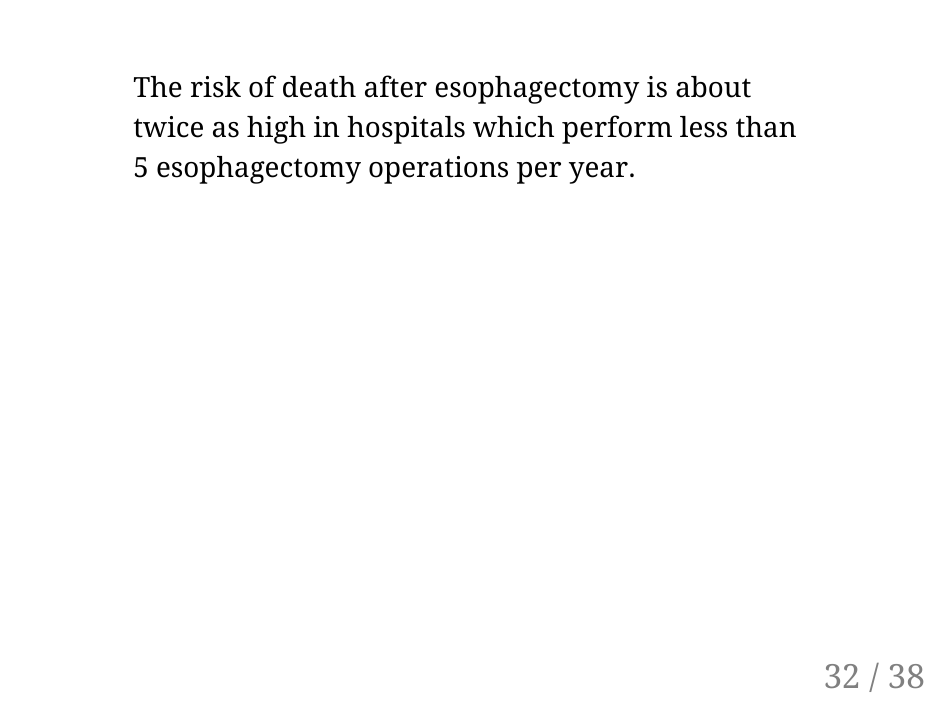 The risk of death after esophagectomy is about
twice as high in hospitals which perform less than
5 esophagectomy operations per year.
32 / 38